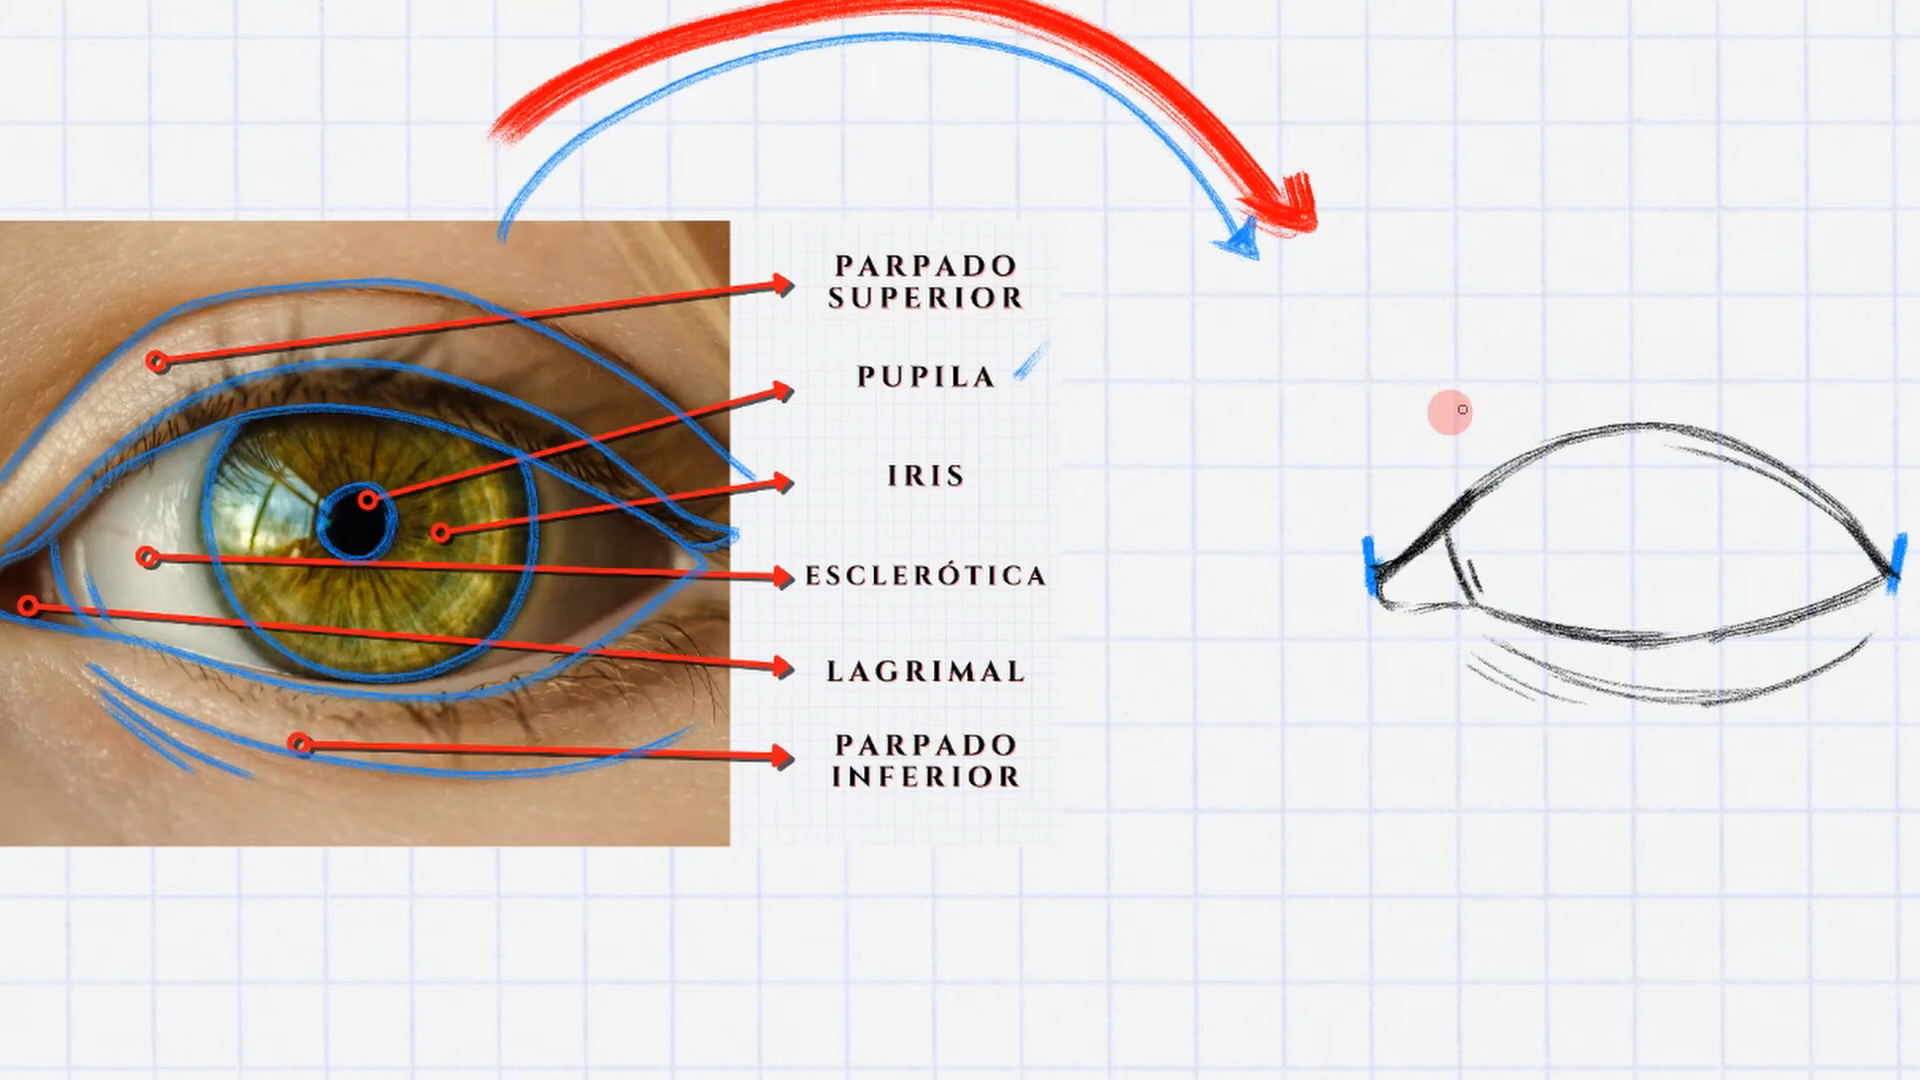 PARPADO
SUPERIOR
PUPILA
IRIS
ESCLERÓTICA
LAGRIMAL
PARPADO
INFERIOR